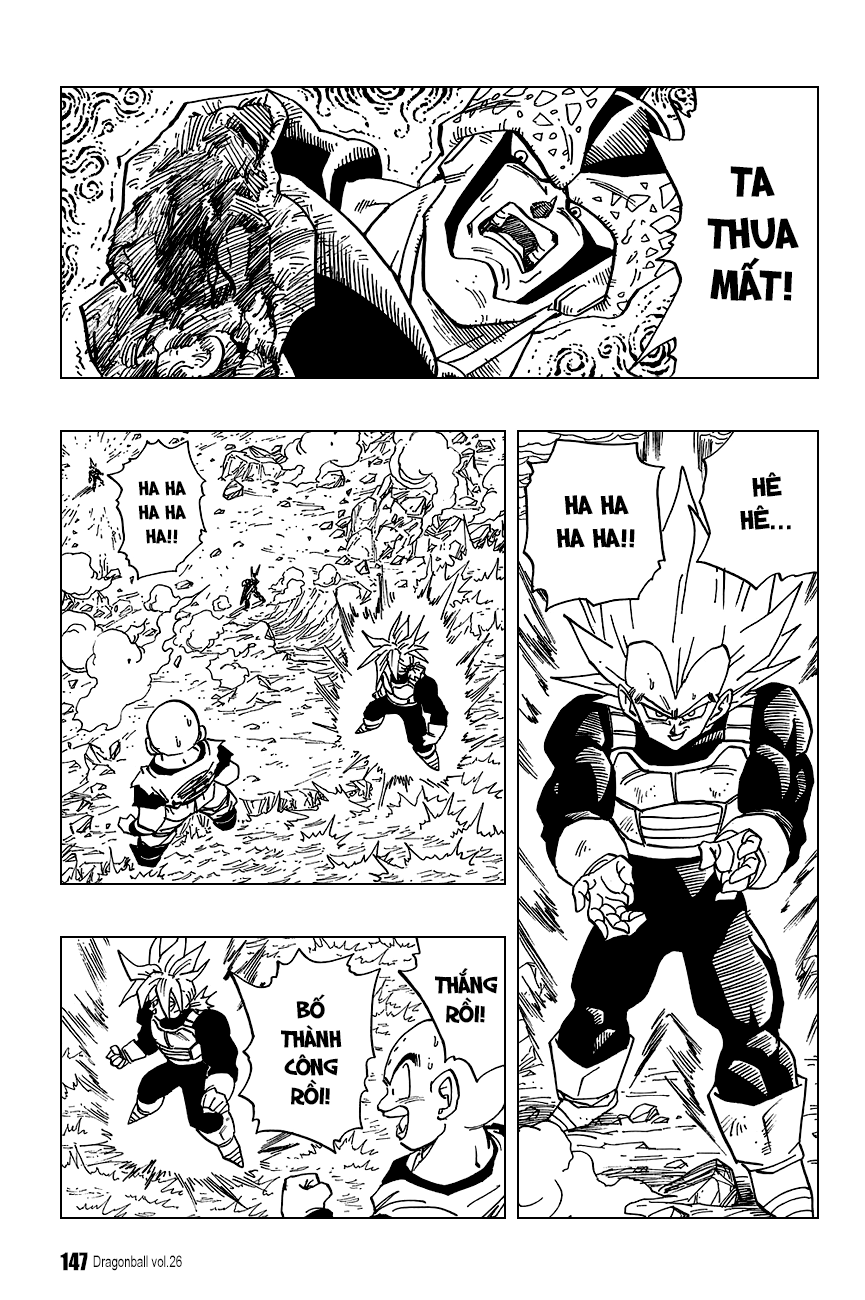 TA
THUA
MẤT!
HÊ
HÊ...
HA HA
HA HA!!
HA HA
HA HA
HA!!
THẮNG
RỒI!
BỐ
THÀNH
CÔNG
RỒI!
147 Dragonball vol.26